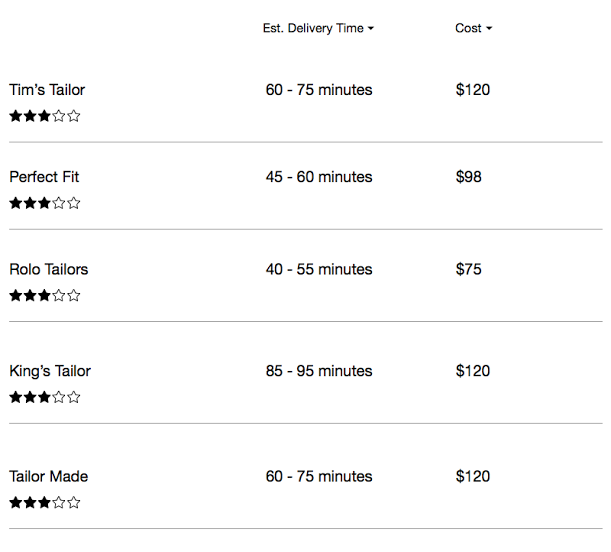 Est. Delivery Time Cost
Tim's Tailor 60 - 75 minutes $120
Perfect Fit 45 - 60 minutes $98
Rolo Tailors 40 - 55 minutes $75
King's Tailor 85 - 95 minutes $120
Tailor Made 60 - 75 minutes $120